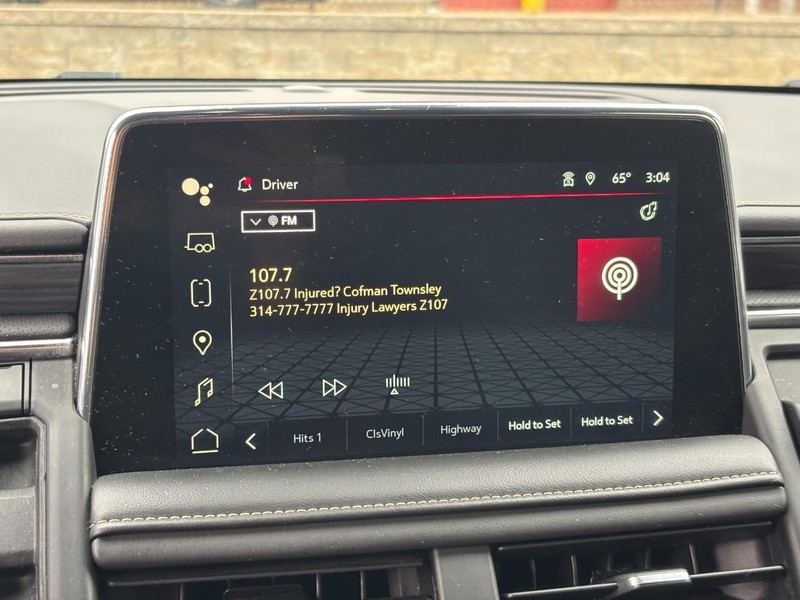 Driver 65° 3:04
FM
107.7
Z107.7 Injured? Cofman Townsley
314-777-7777 Injury Lawyers Z107
Hits 1 ClsVinyl Highway Hold to Set Hold to Set